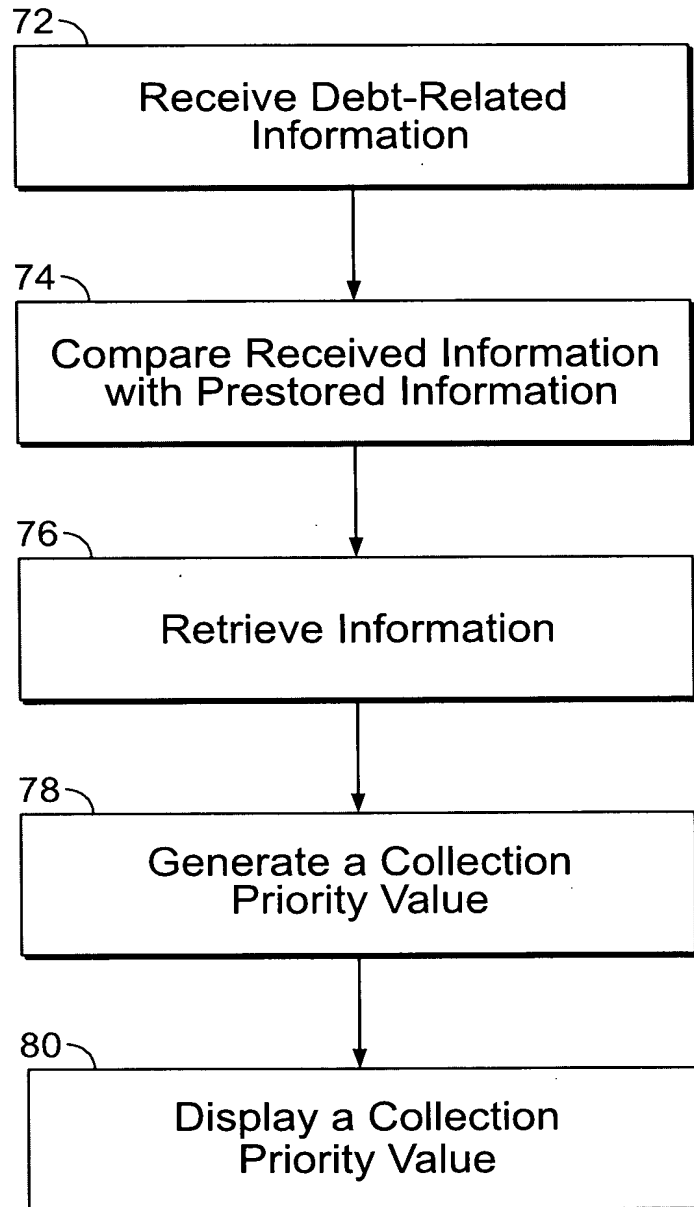 72
Receive Debt-Related
Information
74
Compare Received Information
with Prestored Information
76
Retrieve Information
78
Generate a Collection
Priority Value
80
Display a Collection
Priority Value